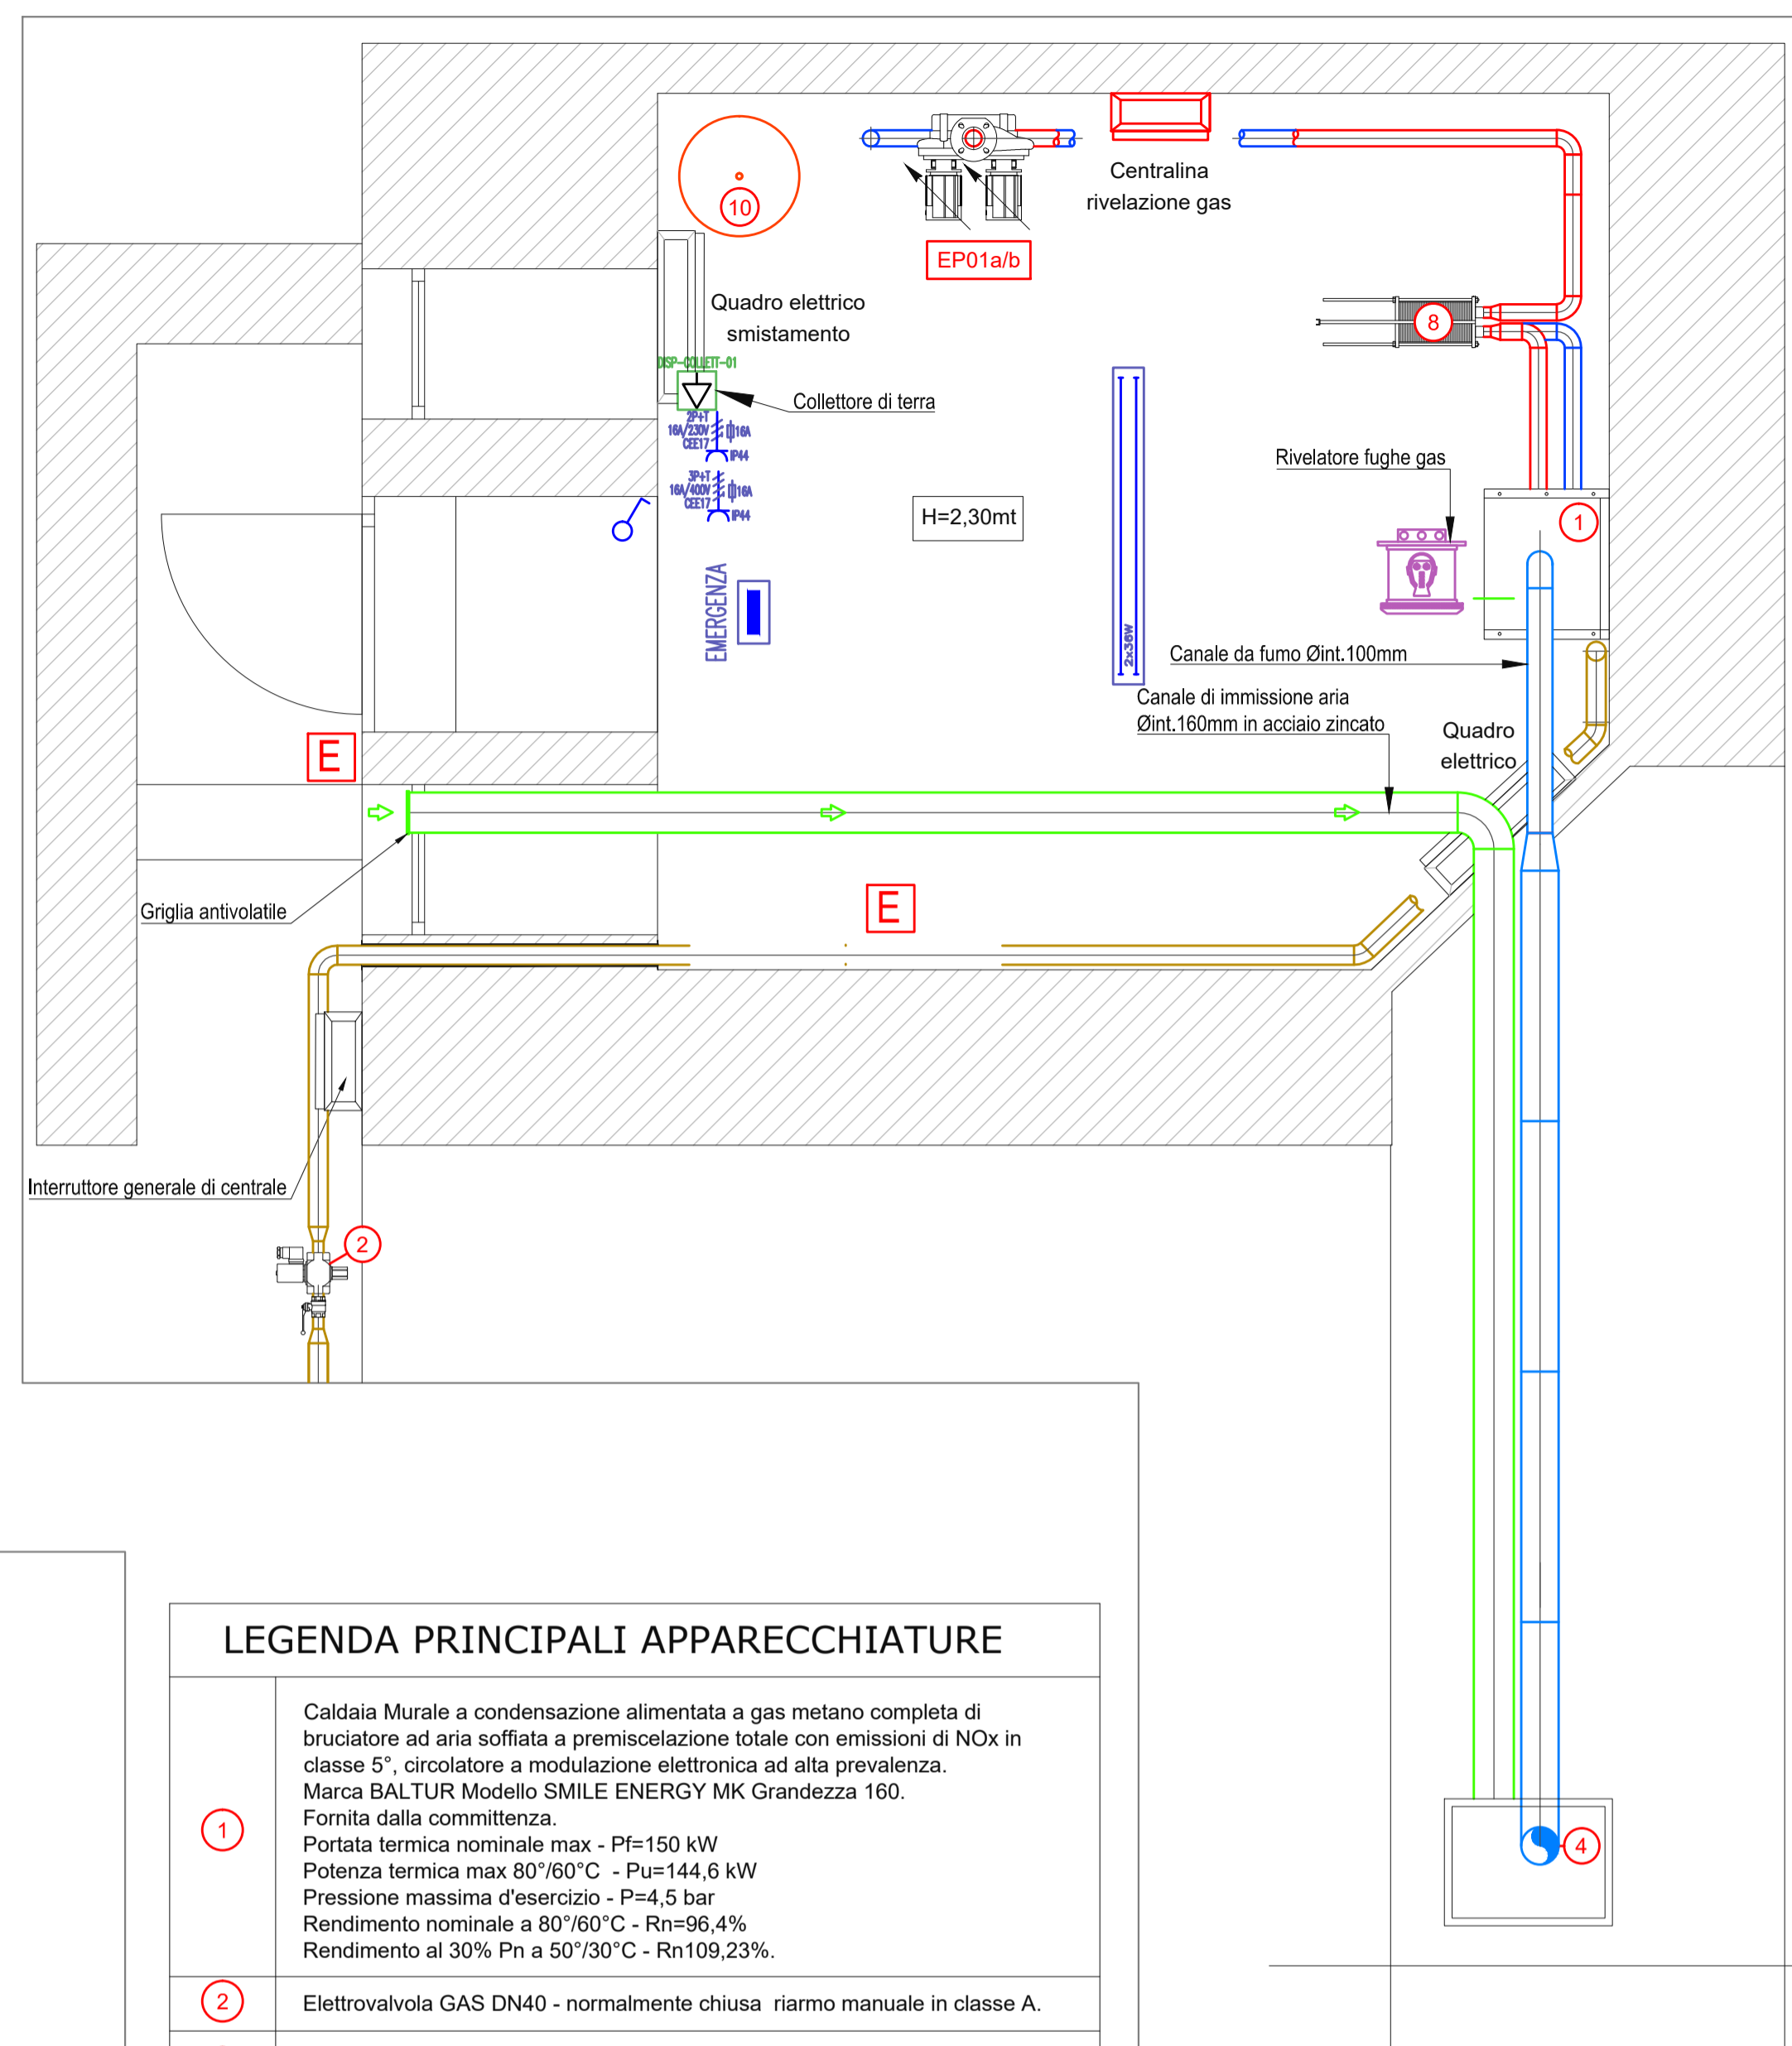 Centralina
rivelazione gas
10
EP01a/b
Quadro elettrico
smistamento
8
DISP-COLLETT-01
Collettore di terra
2P+T
16A/230V
CEE17
16A
IP44
3P+T
16A/400V
CEE17
16A
IP44
Rivelatore fughe gas
H=2,30mt
1
EMERGENZA
2x36W
Canale da fumo Øint.100mm
Canale di immissione aria
Øint.160mm in acciaio zincato
Quadro
elettrico
E
Griglia antivolatile
E
Interruttore generale di centrale
2
4
LEGENDA PRINCIPALI APPARECCHIATURE
1
Caldaia Murale a condensazione alimentata a gas metano completa di
bruciatore ad aria soffiata a premiscelazione totale con emissioni di NOx in
classe 5°, circolatore a modulazione elettronica ad alta prevalenza.
Marca BALTUR Modello SMILE ENERGY MK Grandezza 160.
Fornita dalla committenza.
Portata termica nominale max - Pf=150 kW
Potenza termica max 80°/60°C - Pu=144,6 kW
Pressione massima d'esercizio - P=4,5 bar
Rendimento nominale a 80°/60°C - Rn=96,4%
Rendimento al 30% Pn a 50°/30°C - Rn109,23%.
2
Elettrovalvola GAS DN40 - normalmente chiusa riarmo manuale in classe A.